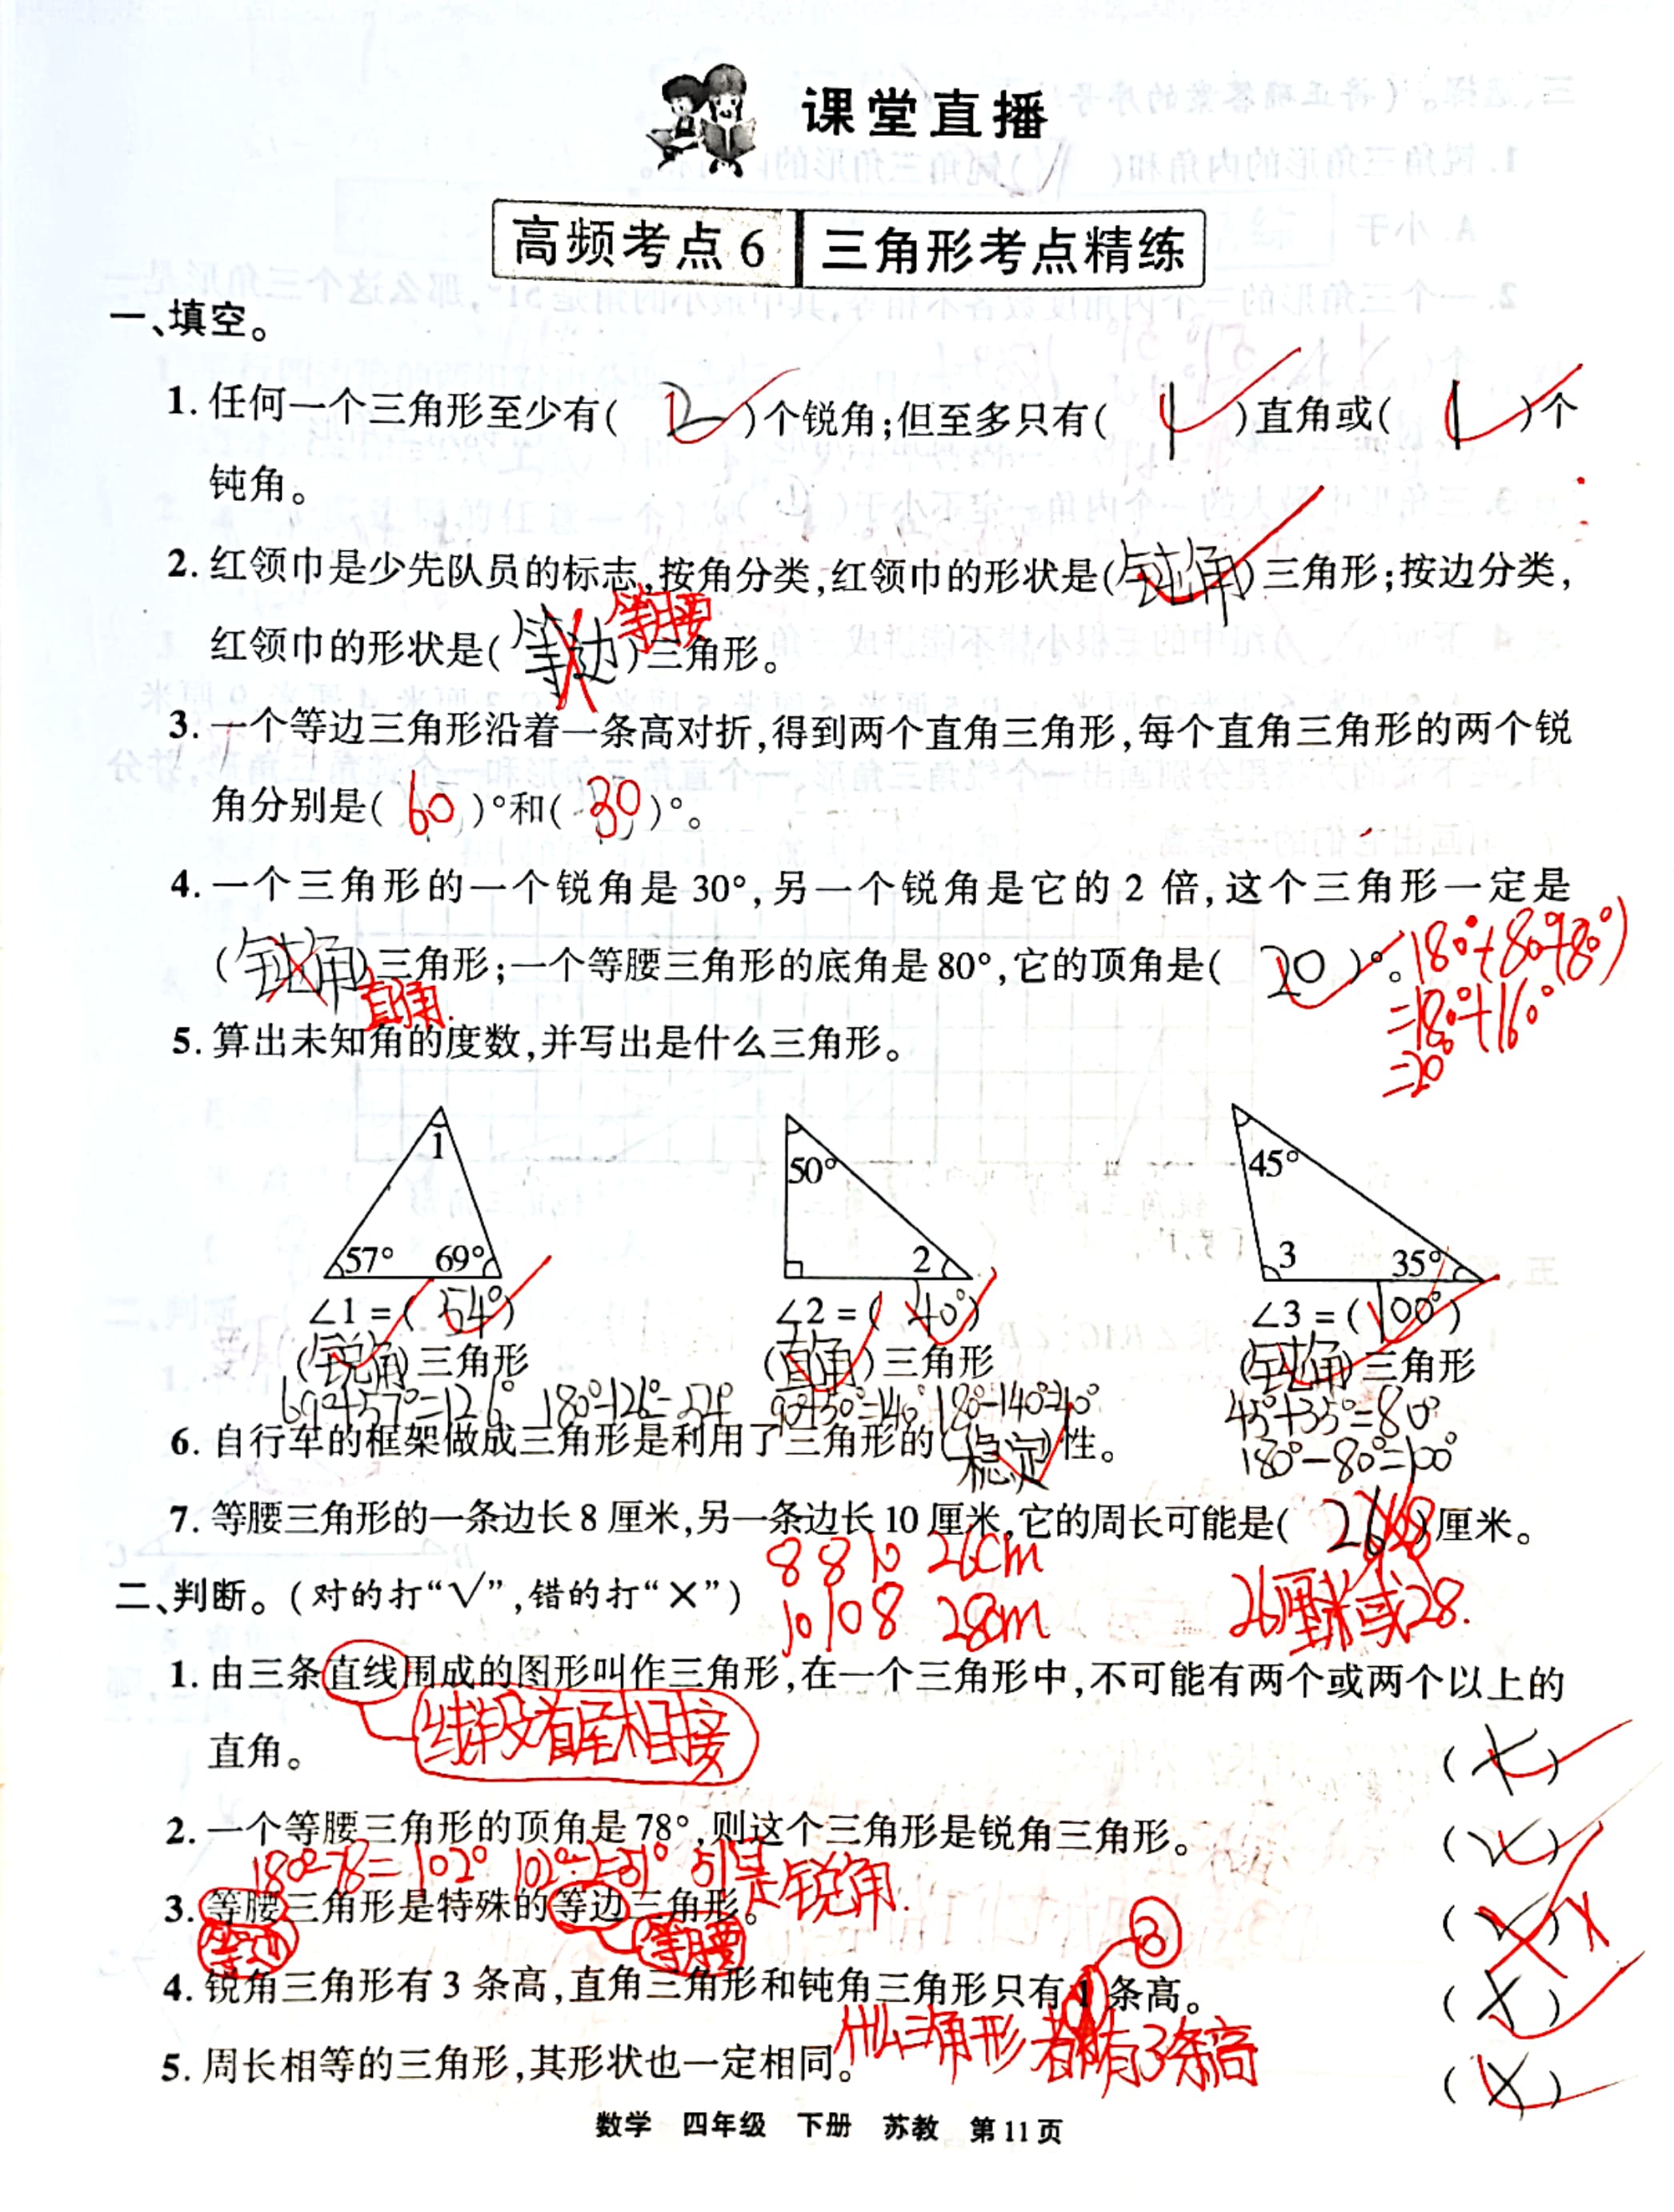 课堂直播
高频考点6 三角形考点精练
一、填空。
1. 任何一个三角形至少有( 2 )个锐角;但至多只有( 1 )直角或( 1 )个
钝角。
2. 红领巾是少先队员的标志,按角分类,红领巾的形状是(钝角)三角形;按边分类,
等腰
红领巾的形状是( 等边 )三角形。
3. 一个等边三角形沿着一条高对折,得到两个直角三角形,每个直角三角形的两个锐
角分别是( 60 )°和( 30 )°。
4. 一个三角形的一个锐角是30°,另一个锐角是它的2倍,这个三角形一定是
(钝角)三角形;一个等腰三角形的底角是80°,它的顶角是( 20 )°。 180°+80°+80°)
直角.
=180°+160°
=20°
5. 算出未知角的度数,并写出是什么三角形。
1 57° 69°
50° 2
45° 3 35°
∠1=( 54° ) ∠2=( 40° ) ∠3=( 100° )
(锐角)三角形 (直角)三角形 (钝角)三角形
69°+57°=126° 180°-126°=54° 90°+50°=140° 180°-140°=40° 45°+35°=80°
180°-80°=100°
6. 自行车的框架做成三角形是利用了三角形的(稳定)性。
7. 等腰三角形的一条边长8厘米,另一条边长10厘米,它的周长可能是( 26 28 )厘米。
8 8 10 26cm
10 10 8 28cm
26厘米或28.
二、判断。(对的打“√”,错的打“×”)
1. 由三条直线围成的图形叫作三角形,在一个三角形中,不可能有两个或两个以上的
线段首尾相接
直角。 (×)
2. 一个等腰三角形的顶角是78°,则这个三角形是锐角三角形。 (√)
180°-78=102° 102°÷2=51° 51是锐角.
3. 等腰三角形是特殊的等边三角形。 (√) ×
等边 等腰
③
4. 锐角三角形有3条高,直角三角形和钝角三角形只有1条高。 (×)
什么三角形都有3条高
5. 周长相等的三角形,其形状也一定相同。 (×)
数学 四年级 下册 苏教 第11页